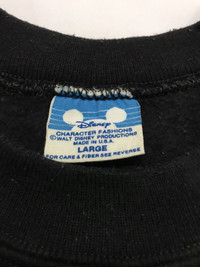 Disney
CHARACTER FASHIONS
©WALT DISNEY PRODUCTIONS
MADE IN U.S.A.
LARGE
FOR CARE & FIBER SEE REVERSE